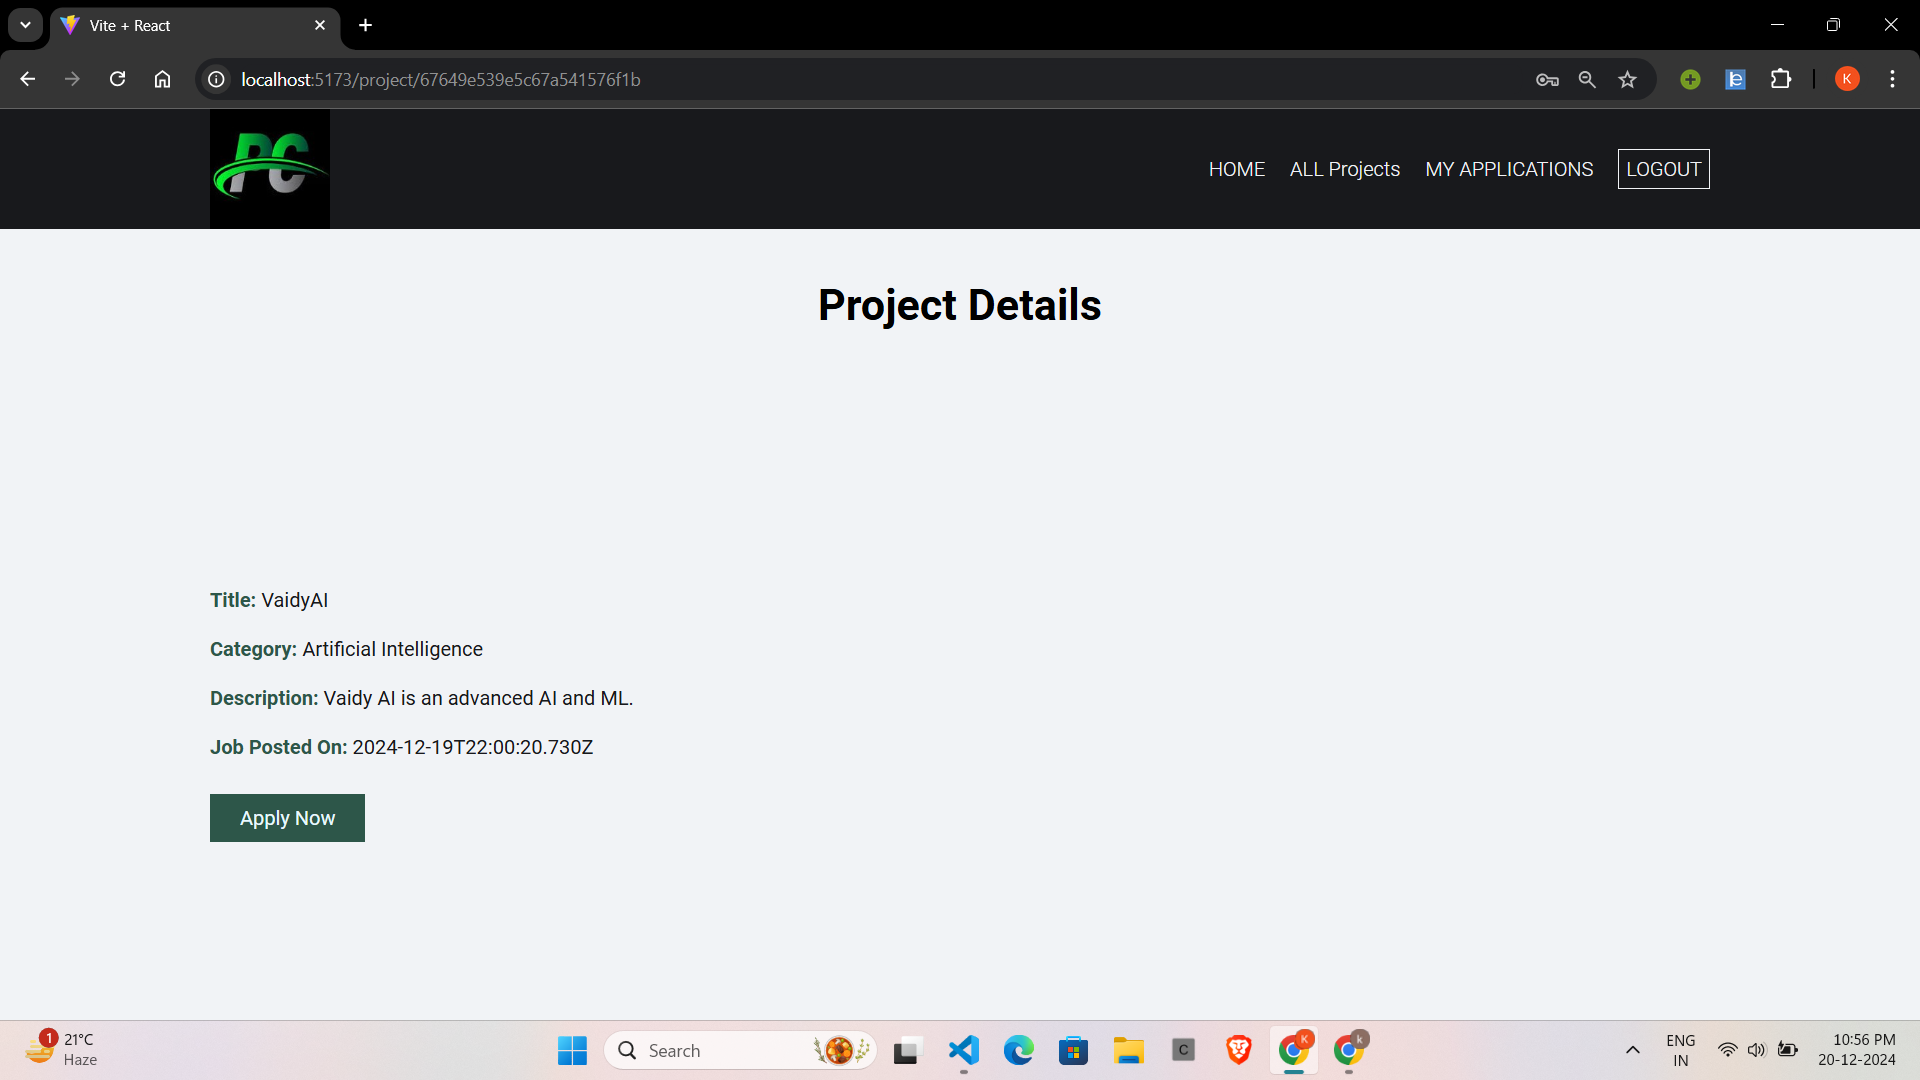 Vite + React
localhost:5173/project/67649e539e5c67a541576f1b
K
PC
HOME
ALL Projects
MY APPLICATIONS
LOGOUT
Project Details
Title: VaidyAI
Category: Artificial Intelligence
Description: Vaidy AI is an advanced AI and ML.
Job Posted On: 2024-12-19T22:00:20.730Z
Apply Now
1
21°C
Haze
Search
C
K
k
ENG
IN
10:56 PM
20-12-2024